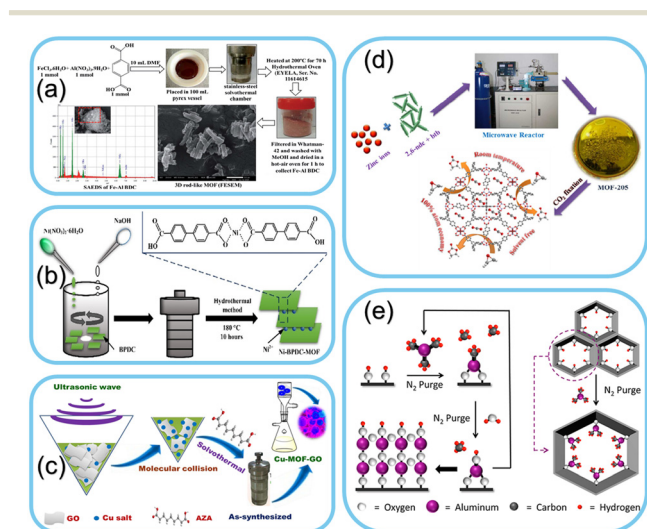 (a)
FeCl3.6H2O+ Al(NO3)3.9H2O+
1 mmol
1 mmol
1 mmol
10 mL DMF
Placed in 100 mL
pyrex vessel
stainless-steel
solvothermal
chamber
Heated at 200°C for 70 h
Hydrothermal Oven
(EYELA, Ser. No.
11614615
Filtered in Whatman-
42 and washed with
MeOH and dried in a
hot-air oven for 1 h to
collect Fe-Al BDC
SAEDS of Fe-Al BDC
3D rod-like MOF (FESEM)
(b)
Ni(NO3)2·6H2O
NaOH
BPDC
Hydrothermal
method
180 °C
10 hours
HO
O
O
Ni
O
OH
Ni2+
Ni-BPDC-MOF
(c)
Ultrasonic wave
Molecular collision
Solvothermal
Cu-MOF-GO
As-synthesized
GO
Cu salt
AZA
(d)
Zinc ions
2,6-ndc + btb
Microwave Reactor
MOF-205
CO2 fixation
Room temperature
Solvent free
(e)
N2 Purge
N2 Purge
N2 Purge
= Oxygen
= Aluminum
= Carbon
= Hydrogen